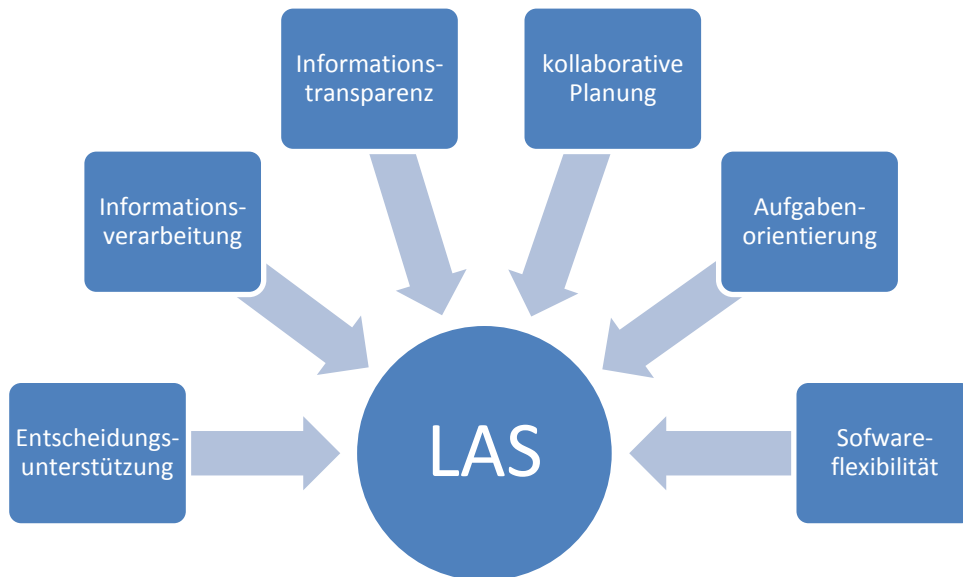 Informations-
transparenz
kollaborative
Planung
Informations-
verarbeitung
Aufgaben-
orientierung
Entscheidungs-
unterstützung
LAS
Sofware-
flexibilität